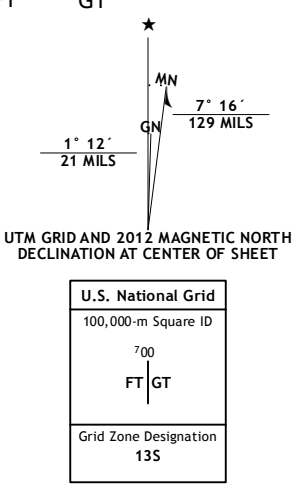 GT
★
MN
GN
7° 16´
129 MILS
1° 12´
21 MILS
UTM GRID AND 2012 MAGNETIC NORTH
DECLINATION AT CENTER OF SHEET
U.S. National Grid
100,000-m Square ID
⁷00
FT GT
Grid Zone Designation
13S